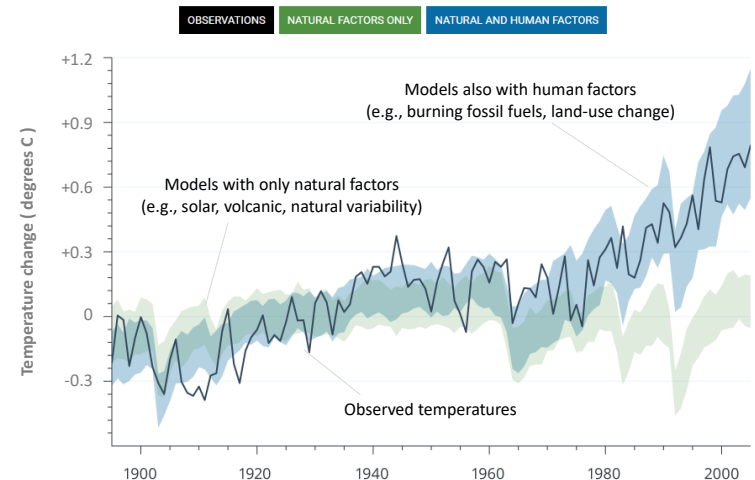 OBSERVATIONS
NATURAL FACTORS ONLY
NATURAL AND HUMAN FACTORS
+1.2
+0.9
+0.6
+0.3
0
-0.3
Temperature change ( degrees C )
Models also with human factors
(e.g., burning fossil fuels, land-use change)
Models with only natural factors
(e.g., solar, volcanic, natural variability)
Observed temperatures
1900
1920
1940
1960
1980
2000